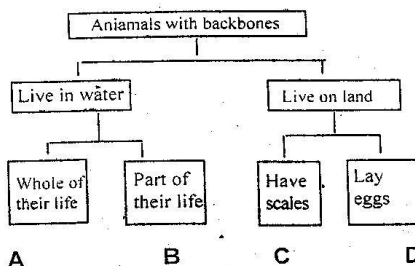 Aniamals with backbones
Live in water
Live on land
Whole of
their life
Part of
their life
Have
scales
Lay
eggs
A B C D